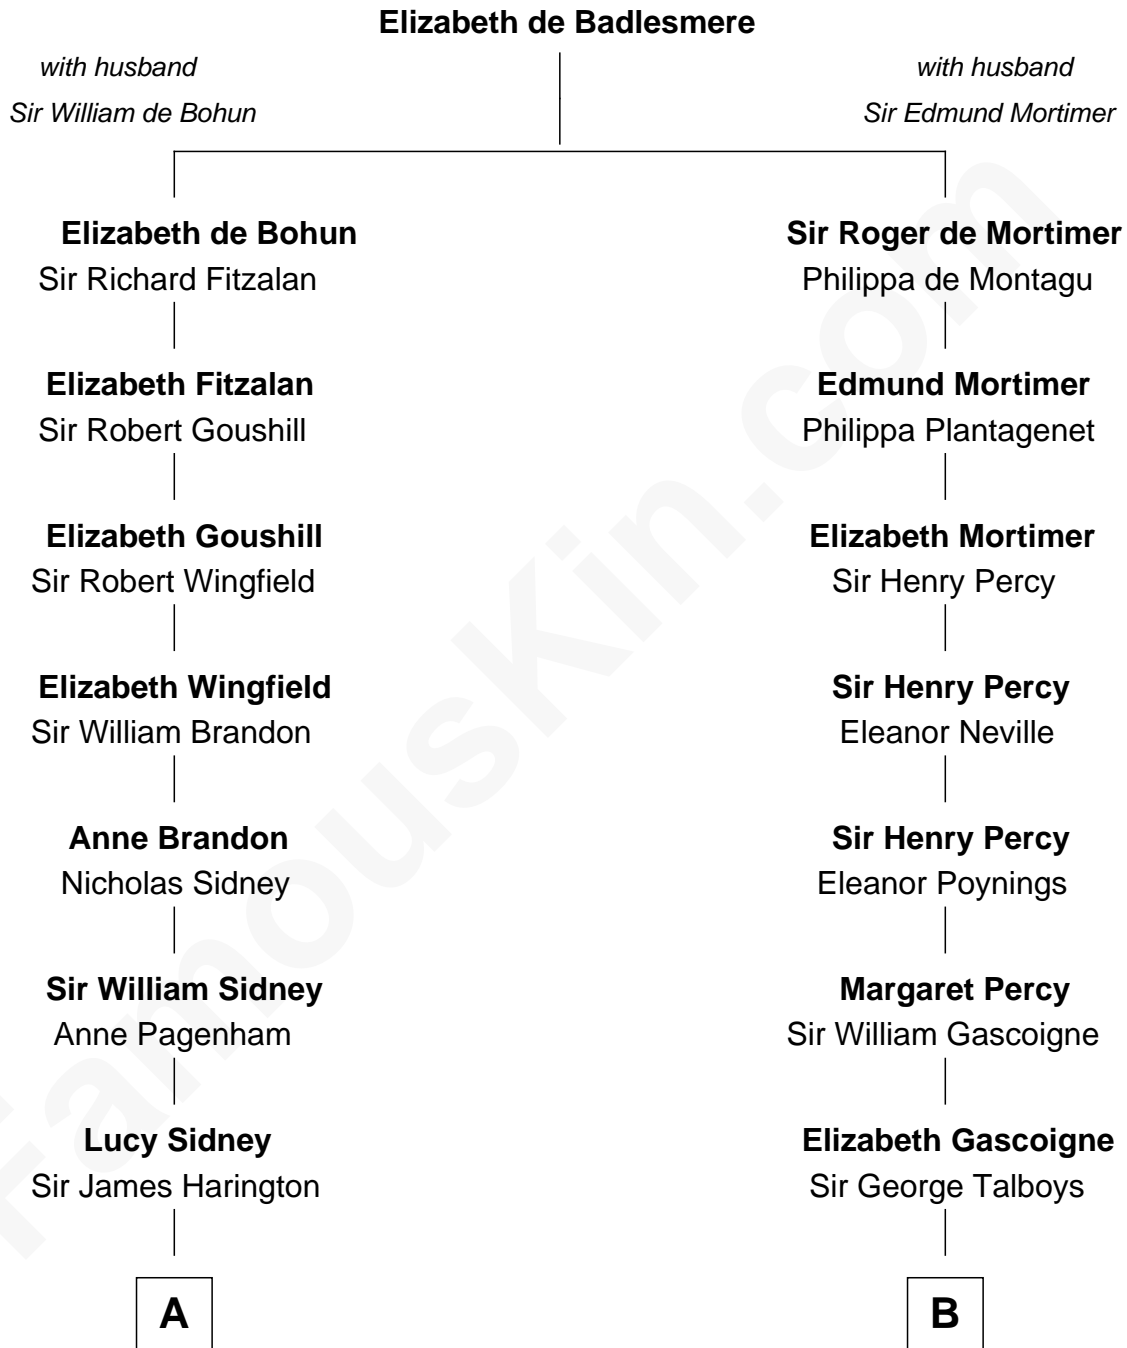 Elizabeth de Badlesmere
with husband
Sir William de Bohun
with husband
Sir Edmund Mortimer
Elizabeth de Bohun
Sir Richard Fitzalan
Sir Roger de Mortimer
Philippa de Montagu
Elizabeth Fitzalan
Sir Robert Goushill
Edmund Mortimer
Philippa Plantagenet
Elizabeth Goushill
Sir Robert Wingfield
Elizabeth Mortimer
Sir Henry Percy
Elizabeth Wingfield
Sir William Brandon
Sir Henry Percy
Eleanor Neville
Anne Brandon
Nicholas Sidney
Sir Henry Percy
Eleanor Poynings
Sir William Sidney
Anne Pagenham
Margaret Percy
Sir William Gascoigne
Lucy Sidney
Sir James Harington
Elizabeth Gascoigne
Sir George Talboys
A
B
FamousKin.com